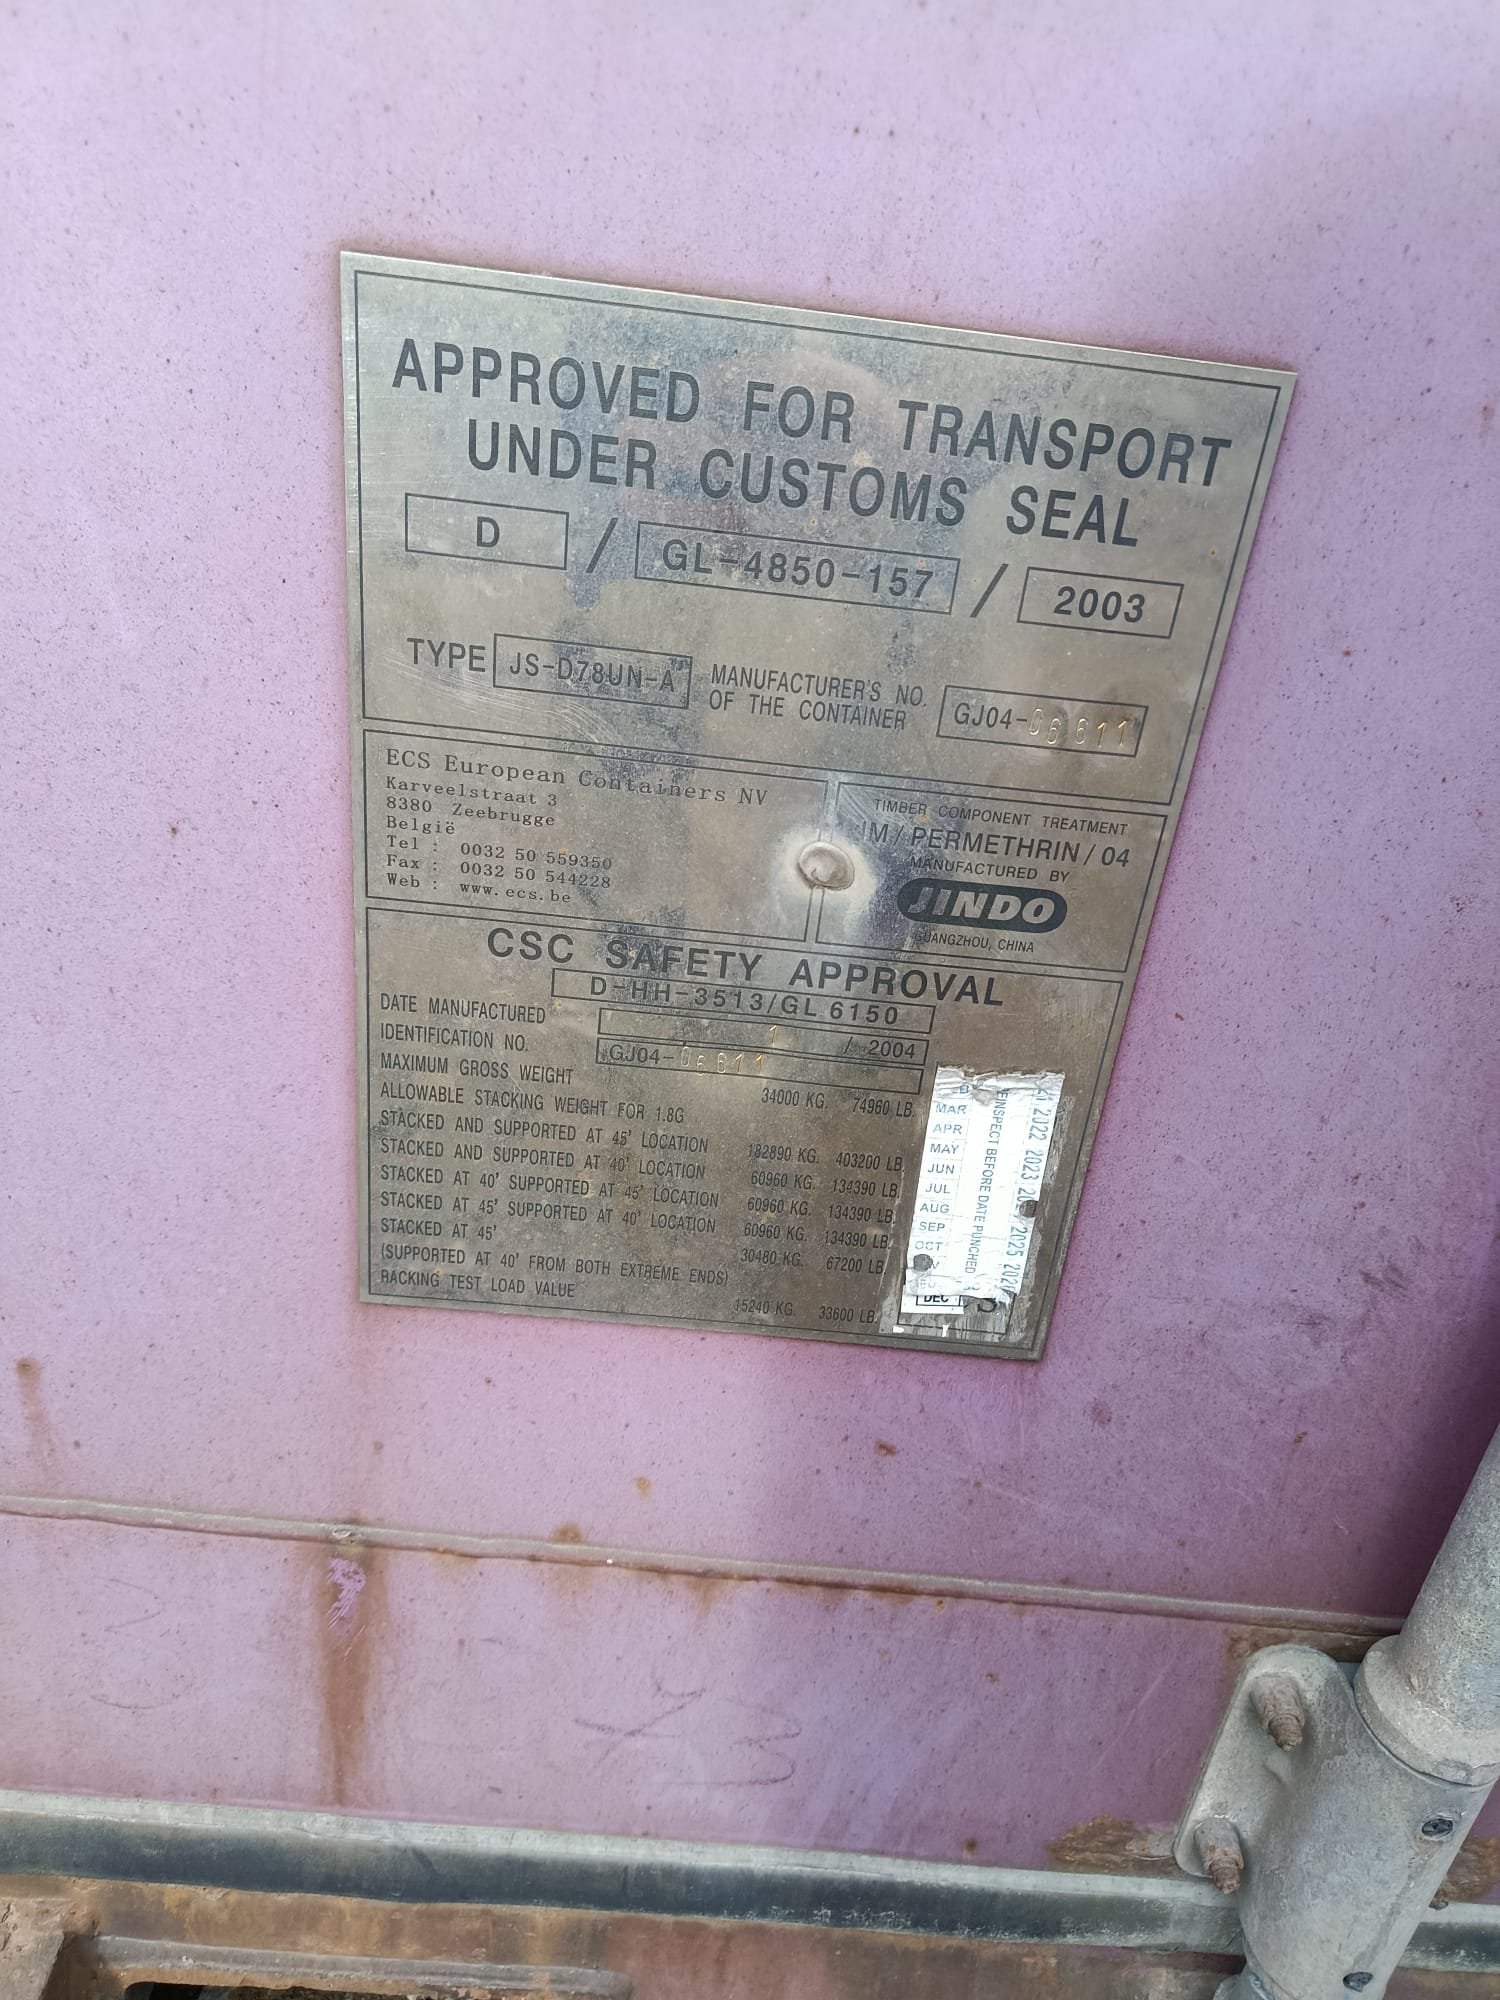 APPROVED FOR TRANSPORT
UNDER CUSTOMS SEAL
D / GL-4850-157 / 2003
TYPE JS-D78UN-A
MANUFACTURER'S NO.
OF THE CONTAINER
GJ04-06611
ECS European Containers NV
Karveelstraat 3
8380 Zeebrugge
België
Tel : 0032 50 559350
Fax : 0032 50 544228
Web : www.ecs.be
TIMBER COMPONENT TREATMENT
IM / PERMETHRIN / 04
MANUFACTURED BY
JINDO
GUANGZHOU, CHINA
CSC SAFETY APPROVAL
D-HH-3513/GL 6150
DATE MANUFACTURED 1 / 2004
IDENTIFICATION NO. GJ04-06611
MAXIMUM GROSS WEIGHT 34000 KG. 74960 LB.
ALLOWABLE STACKING WEIGHT FOR 1.8G
STACKED AND SUPPORTED AT 45' LOCATION 182890 KG. 403200 LB.
STACKED AND SUPPORTED AT 40' LOCATION 60960 KG. 134390 LB.
STACKED AT 40' SUPPORTED AT 45' LOCATION 60960 KG. 134390 LB.
STACKED AT 45' SUPPORTED AT 40' LOCATION 60960 KG. 134390 LB.
STACKED AT 45' 30480 KG. 67200 LB.
(SUPPORTED AT 40' FROM BOTH EXTREME ENDS)
RACKING TEST LOAD VALUE 15240 KG. 33600 LB.
MAR
APR
MAY
JUN
JUL
AUG
SEP
OCT
DEC
BEFORE DATE PUNCHED
2022 2023 2025